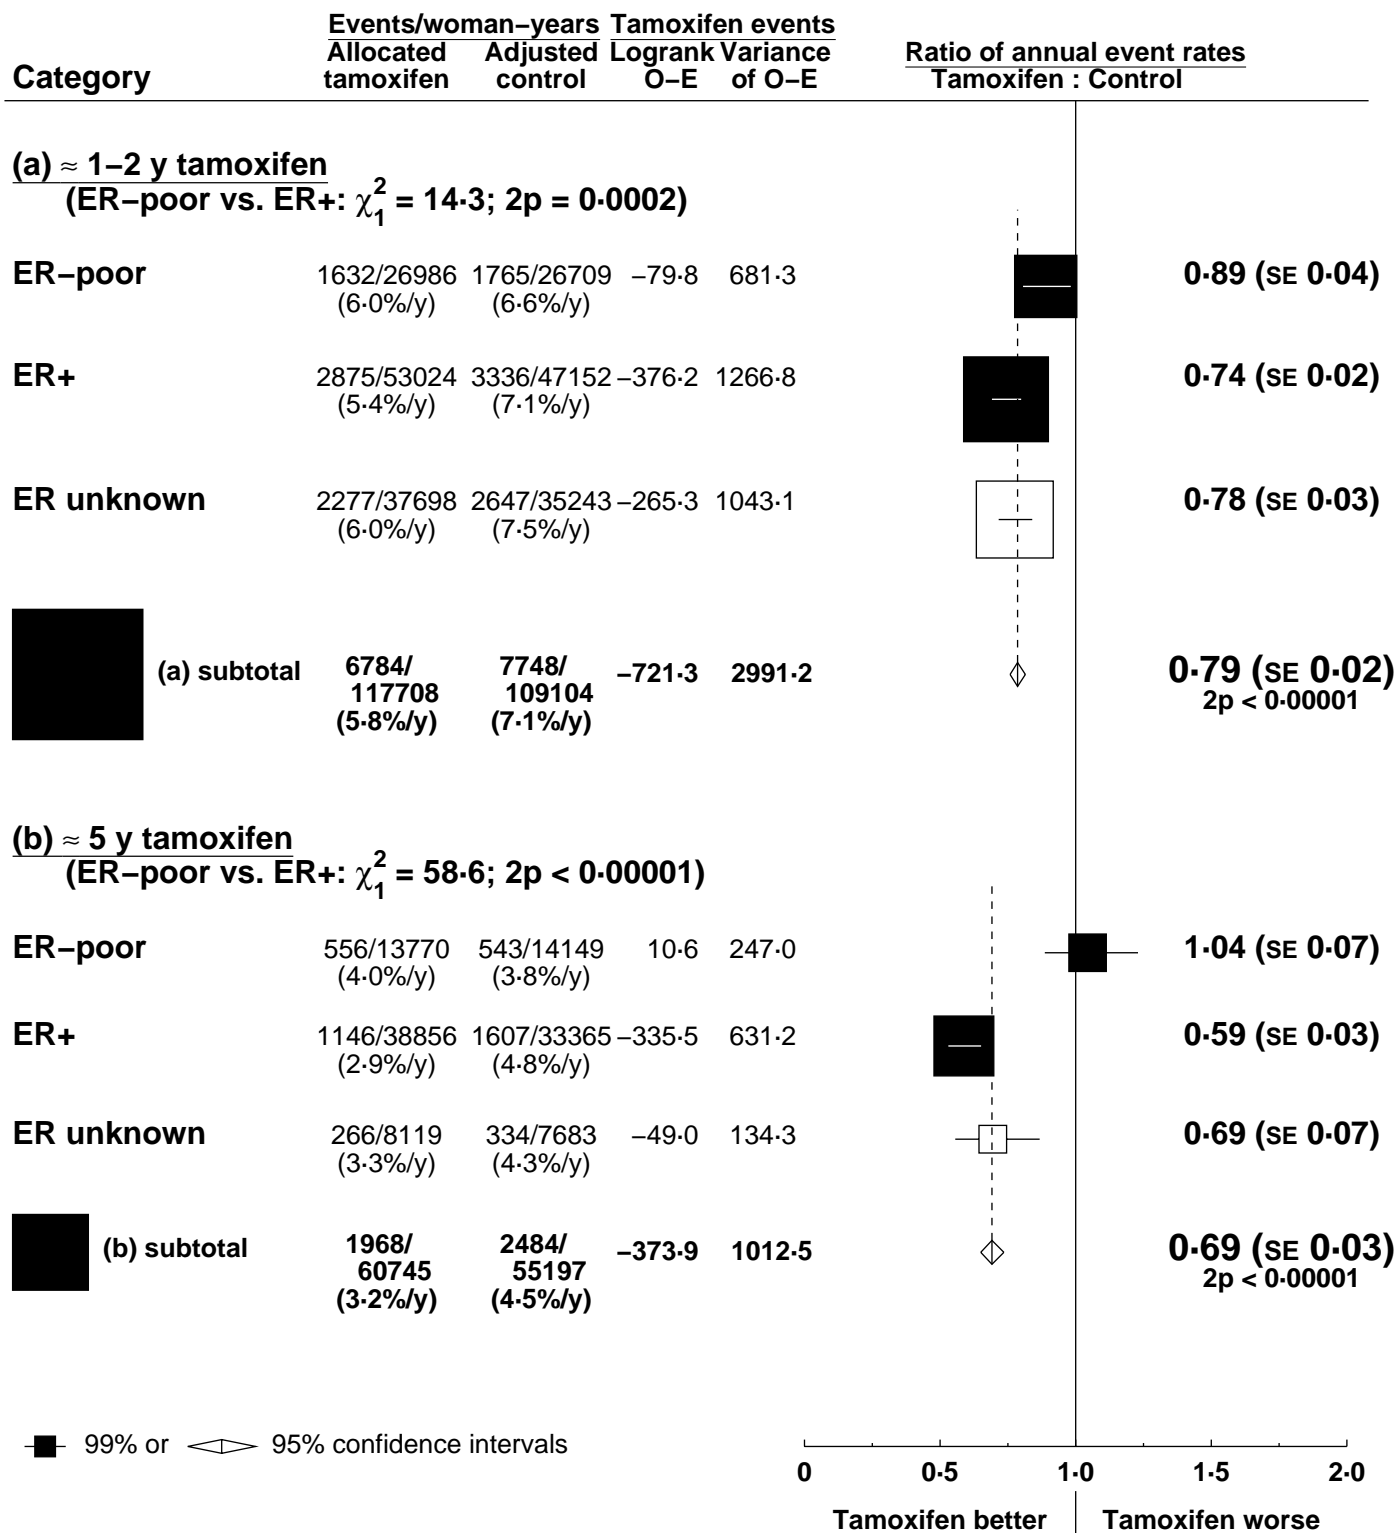 Events/woman–years Tamoxifen events
Allocated Adjusted Logrank Variance Ratio of annual event rates
Category tamoxifen control O–E of O–E Tamoxifen : Control
(a) ≈ 1–2 y tamoxifen
(ER–poor vs. ER+: χ²₁ = 14·3; 2p = 0·0002)
ER–poor 1632/26986 1765/26709 –79·8 681·3 0·89 (SE 0·04)
(6·0%/y) (6·6%/y)
ER+ 2875/53024 3336/47152 –376·2 1266·8 0·74 (SE 0·02)
(5·4%/y) (7·1%/y)
ER unknown 2277/37698 2647/35243 –265·3 1043·1 0·78 (SE 0·03)
(6·0%/y) (7·5%/y)
(a) subtotal 6784/ 7748/ –721·3 2991·2 0·79 (SE 0·02)
117708 109104 2p < 0·00001
(5·8%/y) (7·1%/y)
(b) ≈ 5 y tamoxifen
(ER–poor vs. ER+: χ²₁ = 58·6; 2p < 0·00001)
ER–poor 556/13770 543/14149 10·6 247·0 1·04 (SE 0·07)
(4·0%/y) (3·8%/y)
ER+ 1146/38856 1607/33365 –335·5 631·2 0·59 (SE 0·03)
(2·9%/y) (4·8%/y)
ER unknown 266/8119 334/7683 –49·0 134·3 0·69 (SE 0·07)
(3·3%/y) (4·3%/y)
(b) subtotal 1968/ 2484/ –373·9 1012·5 0·69 (SE 0·03)
60745 55197 2p < 0·00001
(3·2%/y) (4·5%/y)
99% or 95% confidence intervals
0 0·5 1·0 1·5 2·0
Tamoxifen better Tamoxifen worse